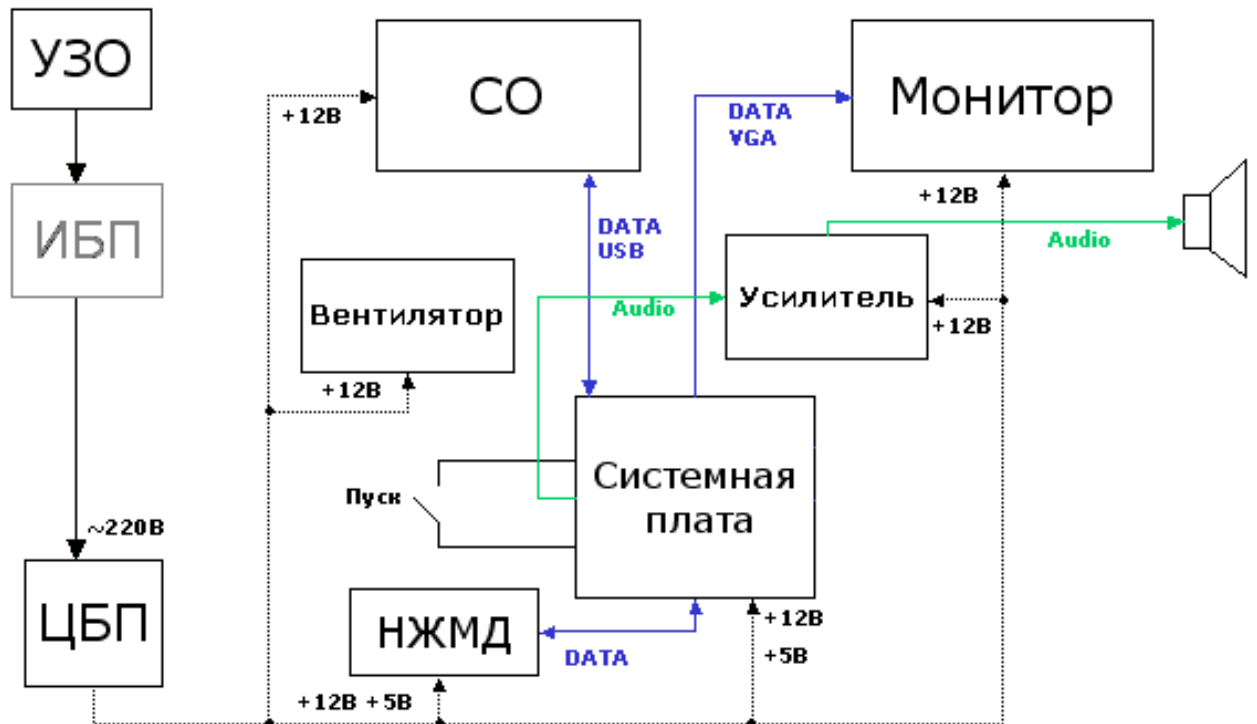 УЗО
СО
Монитор
+12В
DATA
VGA
ИБП
DATA
USB
+12В
Audio
Вентилятор
Audio
Усилитель
+12В
+12В
Пуск
Системная
плата
~220В
ЦБП
НЖМД
DATA
+12В
+5В
+12В +5В